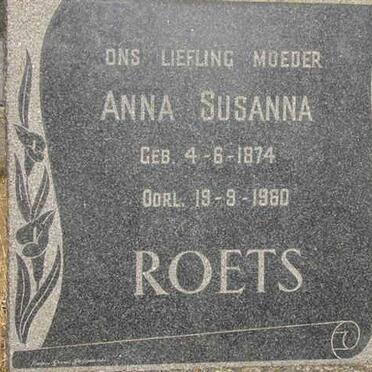 ONS LIEFLING MOEDER
ANNA SUSANNA
GEB. 4-6-1874
OORL. 19-9-1960
ROETS